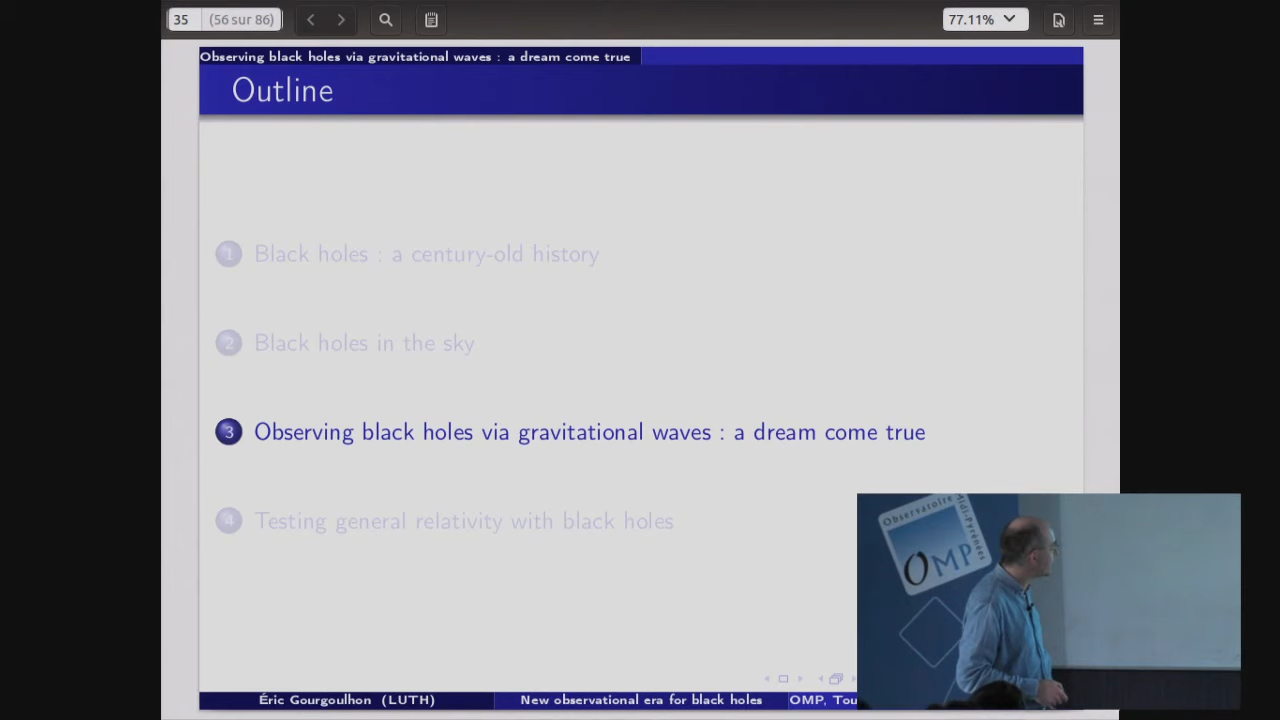 35 (56 sur 86) 77.11%
Observing black holes via gravitational waves : a dream come true
Outline
1 Black holes : a century-old history
2 Black holes in the sky
3 Observing black holes via gravitational waves : a dream come true
4 Testing general relativity with black holes
Observatoire Midi-Pyrénées
OMP
Éric Gourgoulhon (LUTH) New observational era for black holes OMP, Tou